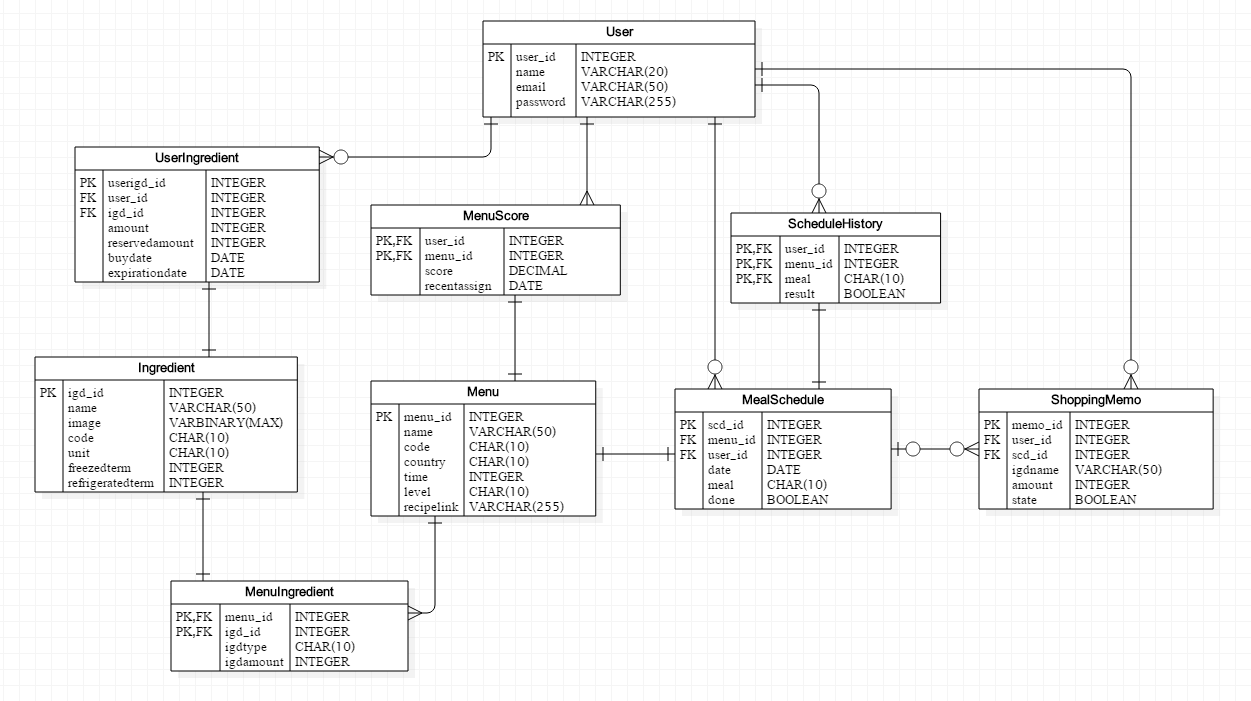 User
PK user_id INTEGER
name VARCHAR(20)
email VARCHAR(50)
password VARCHAR(255)
UserIngredient
PK userigd_id INTEGER
FK user_id INTEGER
FK igd_id INTEGER
amount INTEGER
reservedamount INTEGER
buydate DATE
expirationdate DATE
MenuScore
PK,FK user_id INTEGER
PK,FK menu_id INTEGER
score DECIMAL
recentassign DATE
ScheduleHistory
PK,FK user_id INTEGER
PK,FK menu_id INTEGER
PK,FK meal CHAR(10)
result BOOLEAN
Ingredient
PK igd_id INTEGER
name VARCHAR(50)
image VARBINARY(MAX)
code CHAR(10)
unit CHAR(10)
freezedterm INTEGER
refrigeratedterm INTEGER
Menu
PK menu_id INTEGER
name VARCHAR(50)
code CHAR(10)
country CHAR(10)
time INTEGER
level CHAR(10)
recipelink VARCHAR(255)
MealSchedule
PK scd_id INTEGER
FK menu_id INTEGER
FK user_id INTEGER
date DATE
meal CHAR(10)
done BOOLEAN
ShoppingMemo
PK memo_id INTEGER
FK user_id INTEGER
FK scd_id INTEGER
igdname VARCHAR(50)
amount INTEGER
state BOOLEAN
MenuIngredient
PK,FK menu_id INTEGER
PK,FK igd_id INTEGER
igdtype CHAR(10)
igdamount INTEGER